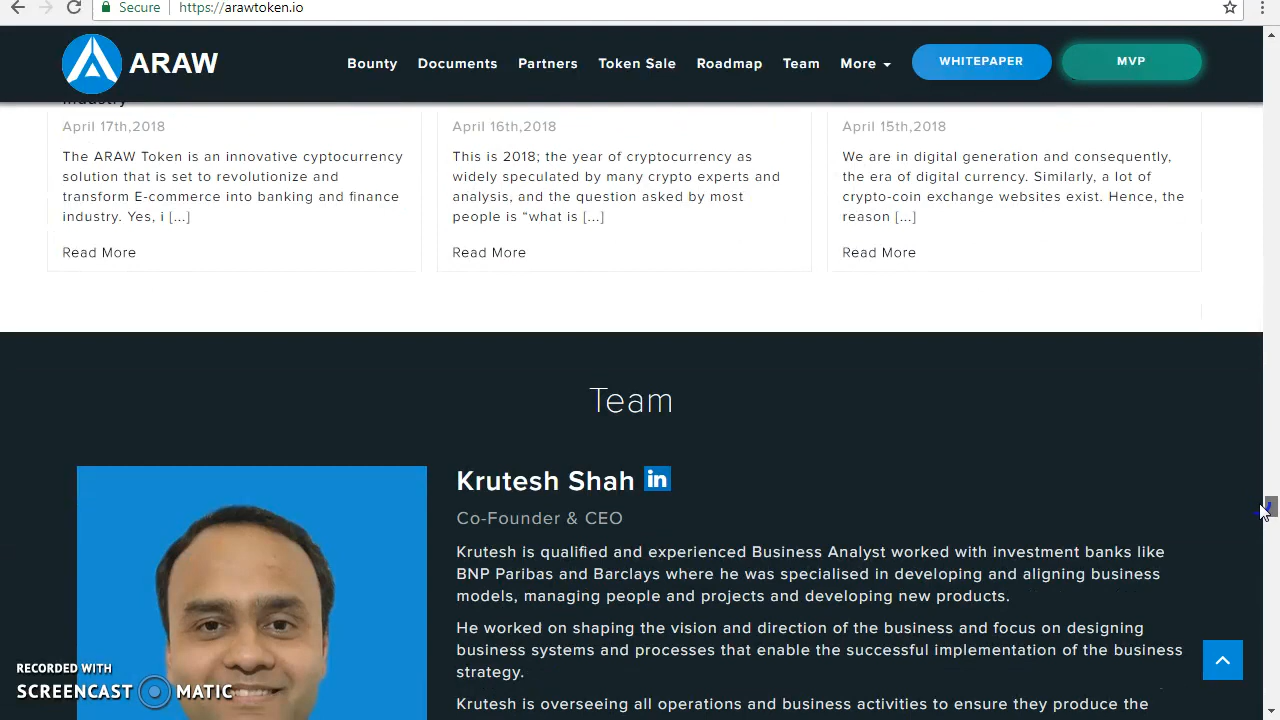 Secure
https://arawtoken.io
ARAW
Bounty
Documents
Partners
Token Sale
Roadmap
Team
More
WHITEPAPER
MVP
Industry
April 17th,2018
The ARAW Token is an innovative cyptocurrency
solution that is set to revolutionize and
transform E-commerce into banking and finance
industry. Yes, i [...]
Read More
April 16th,2018
This is 2018; the year of cryptocurrency as
widely speculated by many crypto experts and
analysis, and the question asked by most
people is “what is [...]
Read More
April 15th,2018
We are in digital generation and consequently,
the era of digital currency. Similarly, a lot of
crypto-coin exchange websites exist. Hence, the
reason [...]
Read More
Team
Krutesh Shah in
Co-Founder & CEO
Krutesh is qualified and experienced Business Analyst worked with investment banks like
BNP Paribas and Barclays where he was specialised in developing and aligning business
models, managing people and projects and developing new products.
He worked on shaping the vision and direction of the business and focus on designing
business systems and processes that enable the successful implementation of the business
strategy.
Krutesh is overseeing all operations and business activities to ensure they produce the
RECORDED WITH
SCREENCAST MATIC